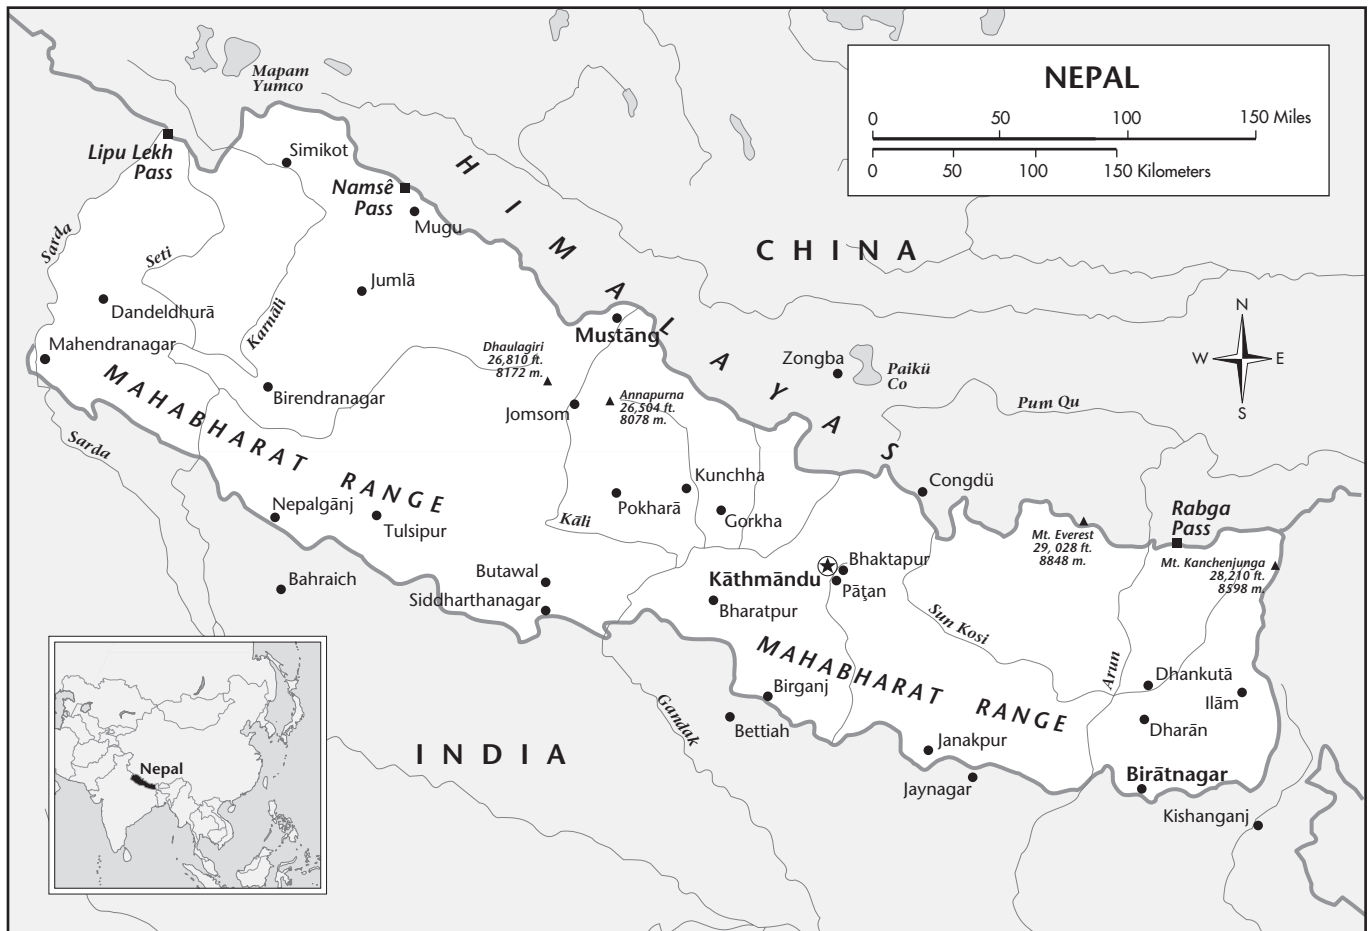 NEPAL
0 50 100 150 Miles
0 50 100 150 Kilometers
N
W E
S
Mapam
Yumco
Lipu Lekh
Pass
Simikot
Namsê
Pass
Mugu
HIMALAYAS
CHINA
Sarda
Seti
Karnāli
Jumlā
Dandeldhurā
Mahendranagar
Mustāng
Dhaulagiri
26,810 ft.
8172 m.
Annapurna
26,504 ft.
8078 m.
Zongba
Paikü
Co
Pum Qu
Birendranagar
Jomsom
MAHABHARAT RANGE
Sarda
Nepalgānj
Tulsipur
Kāli
Pokharā
Kunchha
Gorkha
Congdü
Mt. Everest
29, 028 ft.
8848 m.
Rabga
Pass
Mt. Kanchenjunga
28,210 ft.
8598 m.
Bahraich
Butawal
Siddharthanagar
Kāthmāndu
Bhaktapur
Pāţan
Bharatpur
Sun Kosi
MAHABHARAT RANGE
Arun
Dhankutā
Ilām
Dharān
Birganj
Bettiah
Gandak
INDIA
Janakpur
Jaynagar
Birātnagar
Kishanganj
Nepal